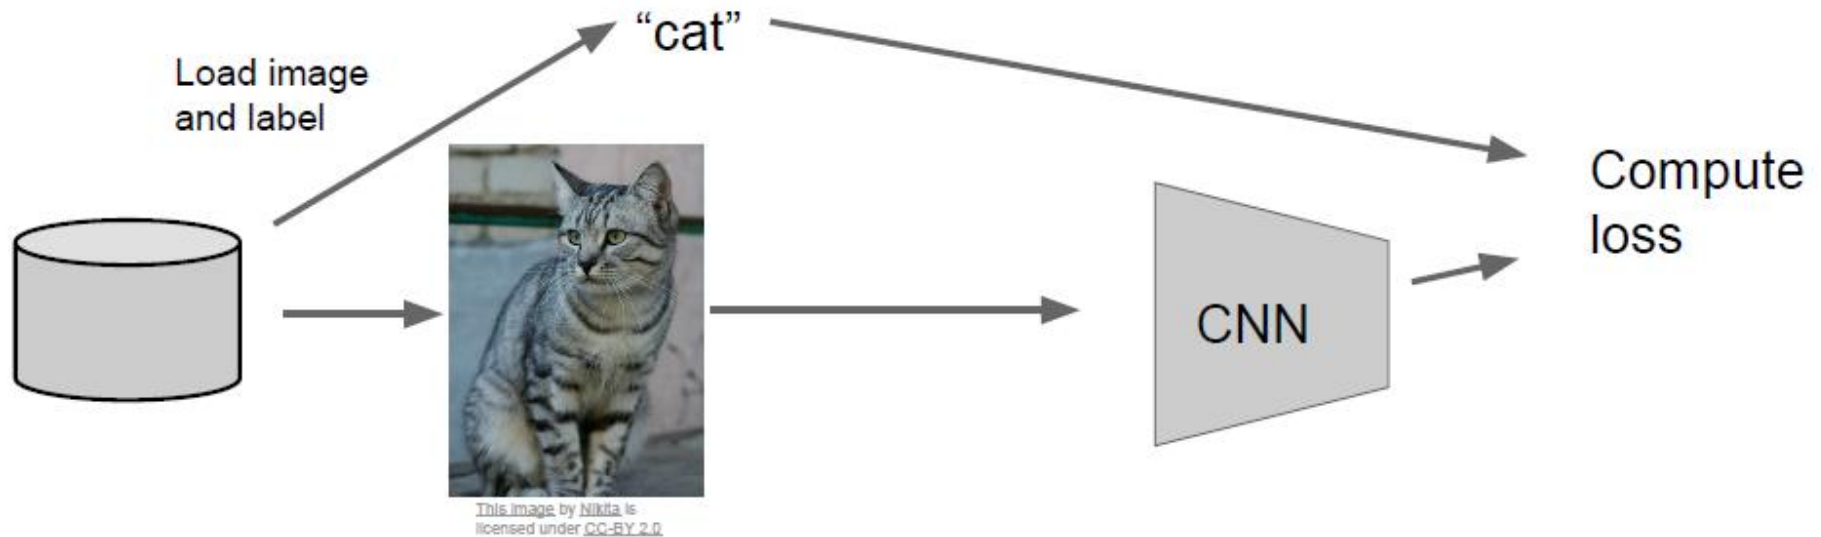 “cat”
Load image
and label
Compute
loss
CNN
This image by Nikita is
licensed under CC-BY 2.0